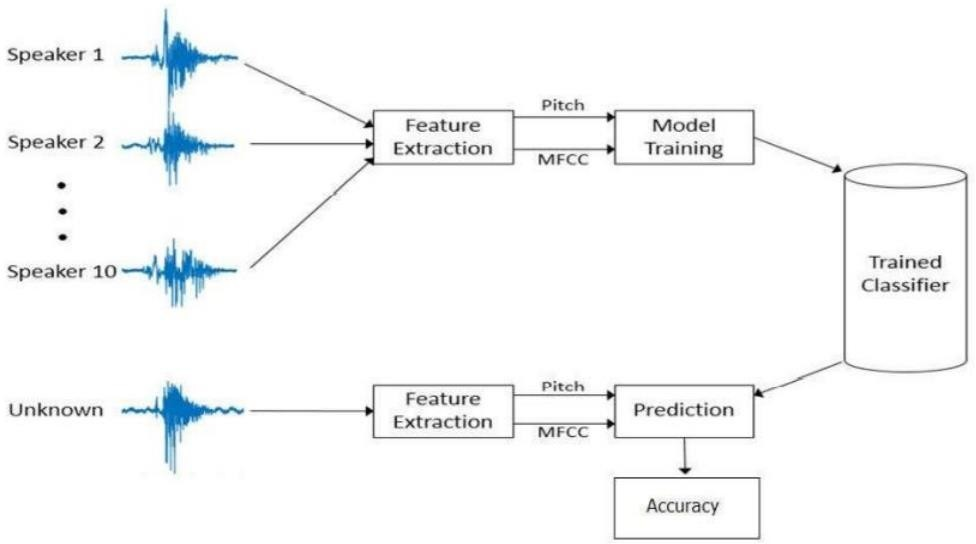 Speaker 1
Speaker 2
Speaker 10
Feature
Extraction
Pitch
MFCC
Model
Training
Trained
Classifier
Unknown
Feature
Extraction
Pitch
MFCC
Prediction
Accuracy